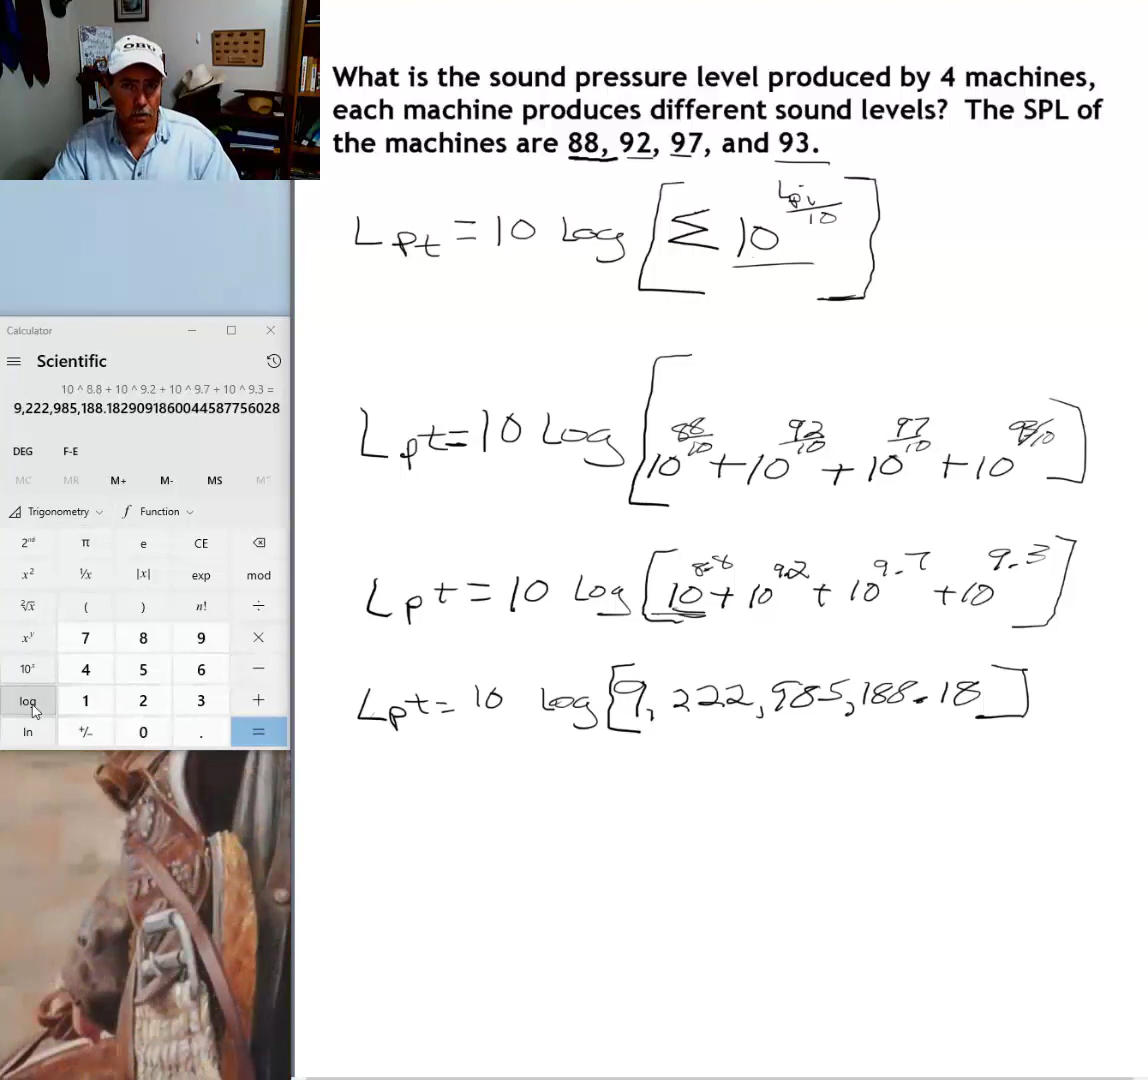 OBU
What is the sound pressure level produced by 4 machines,
each machine produces different sound levels? The SPL of
the machines are 88, 92, 97, and 93.
Lpt = 10 Log [Σ 10^(Lpi/10)]
Lpt = 10 Log [10^(88/10) + 10^(92/10) + 10^(97/10) + 10^(93/10)]
Lpt = 10 Log [10^8.8 + 10^9.2 + 10^9.7 + 10^9.3]
Lpt = 10 log [9,222,985,188.18]
Calculator
Scientific
10 ^ 8.8 + 10 ^ 9.2 + 10 ^ 9.7 + 10 ^ 9.3 =
9,222,985,188.1829091860044587756028
DEG F-E
MC MR M+ M- MS M˅
Trigonometry f Function
2ⁿᵈ π e CE
x² ¹/x |x| exp mod
²√x ( ) n! ÷
xʸ 7 8 9 ×
10ˣ 4 5 6 −
log 1 2 3 +
ln +/- 0 . =